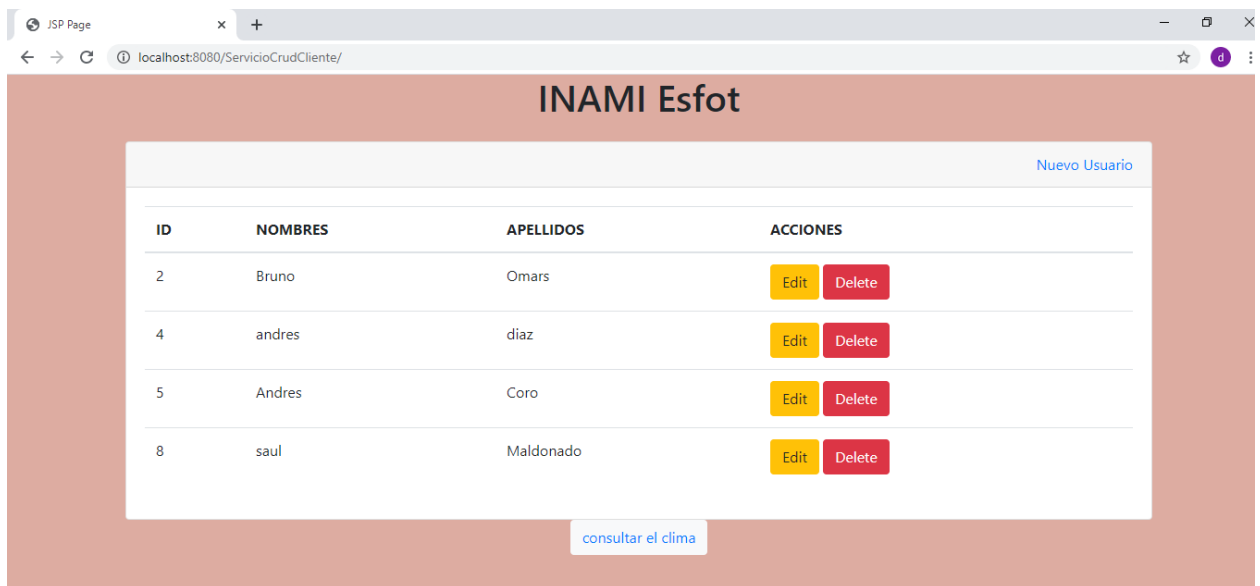 JSP Page
localhost:8080/ServicioCrudCliente/
d
INAMI Esfot
Nuevo Usuario
ID NOMBRES APELLIDOS ACCIONES
2 Bruno Omars Edit Delete
4 andres diaz Edit Delete
5 Andres Coro Edit Delete
8 saul Maldonado Edit Delete
consultar el clima